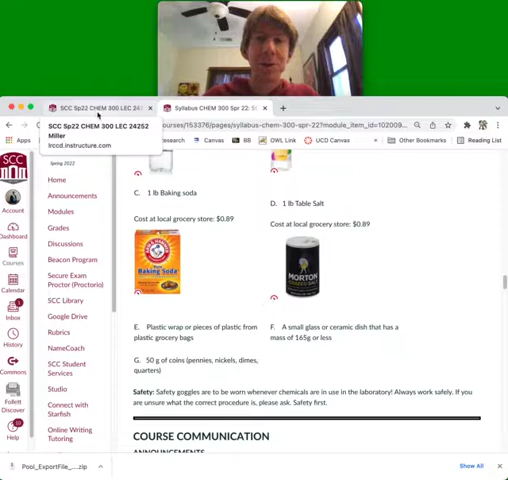 SCC Sp22 CHEM 300 LEC 242
Syllabus CHEM 300 Spr 22: S
SCC Sp22 CHEM 300 LEC 24252
Miller
lrccd.instructure.com
ourses/153376/pages/syllabus-chem-300-spr-22?module_item_id=102009...
Apps
esearch
Canvas
BB
OWL Link
UCD Canvas
Other Bookmarks
Reading List
SCC
Account
Dashboard
Courses
Calendar
Inbox
History
Commons
Follett
Discover
10
Help
Spring 2022
Home
Announcements
Modules
Grades
Discussions
Beacon Program
Secure Exam
Proctor (Proctorio)
SCC Library
Google Drive
Rubrics
NameCoach
SCC Student
Services
Studio
Connect with
Starfish
Online Writing
Tutoring
C. 1 lb Baking soda
D. 1 lb Table Salt
Cost at local grocery store: $0.89
Cost at local grocery store: $0.89
ARM & HAMMER
Pure
Baking Soda
MORTON
SALT
E. Plastic wrap or pieces of plastic from
plastic grocery bags
F. A small glass or ceramic dish that has a
mass of 165g or less
G. 50 g of coins (pennies, nickels, dimes,
quarters)
Safety: Safety goggles are to be worn whenever chemicals are in use in the laboratory! Always work safely. If you
are unsure what the correct procedure is, please ask. Safety first.
COURSE COMMUNICATION
ANNOUNCEMENTS
Pool_ExportFile_....zip
Show All